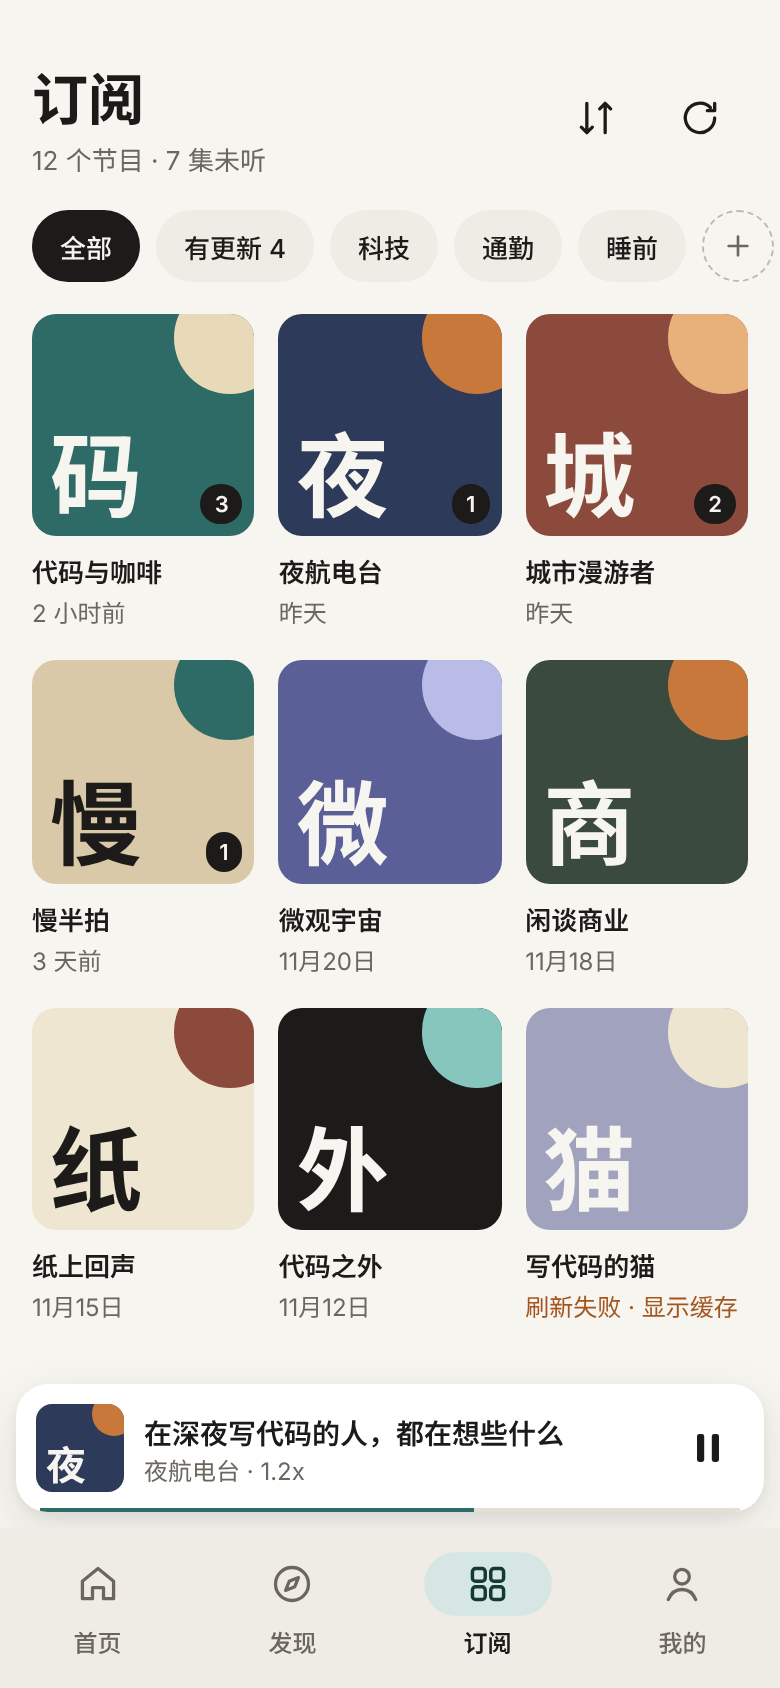 订阅
12 个节目 · 7 集未听
全部
有更新 4
科技
通勤
睡前
码
3
夜
1
城
2
代码与咖啡
2 小时前
夜航电台
昨天
城市漫游者
昨天
慢
1
微
商
慢半拍
3 天前
微观宇宙
11月20日
闲谈商业
11月18日
纸
外
猫
纸上回声
11月15日
代码之外
11月12日
写代码的猫
刷新失败 · 显示缓存
夜
在深夜写代码的人，都在想些什么
夜航电台 · 1.2x
首页
发现
订阅
我的